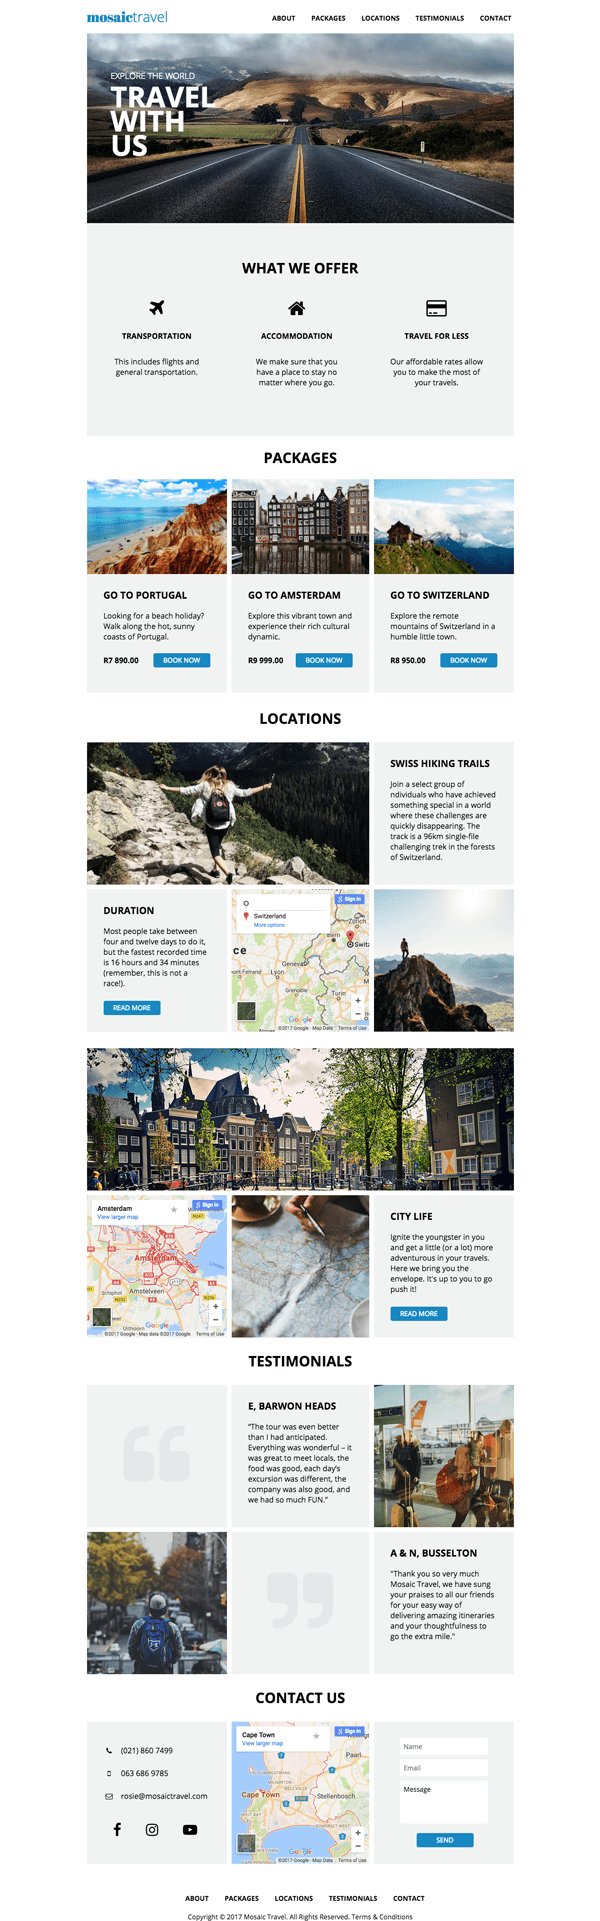 mosaictravel
ABOUT PACKAGES LOCATIONS TESTIMONIALS CONTACT
EXPLORE THE WORLD
TRAVEL
WITH
US
WHAT WE OFFER
TRANSPORTATION
This includes flights and
general transportation.
ACCOMMODATION
We make sure that you
have a place to stay no
matter where you go.
TRAVEL FOR LESS
Our affordable rates allow
you to make the most of
your travels.
PACKAGES
GO TO PORTUGAL
Looking for a beach holiday?
Walk along the hot, sunny
coasts of Portugal.
R7 890.00 BOOK NOW
GO TO AMSTERDAM
Explore this vibrant town and
experience their rich cultural
dynamic.
R9 999.00 BOOK NOW
GO TO SWITZERLAND
Explore the remote
mountains of Switzerland in a
humble little town.
R8 950.00 BOOK NOW
LOCATIONS
SWISS HIKING TRAILS
Join a select group of
ndividuals who have achieved
something special in a world
where these challenges are
quickly disappearing. The
track is a 96km single-file
challenging trek in the forests
of Switzerland.
DURATION
Most people take between
four and twelve days to do it,
but the fastest recorded time
is 16 hours and 34 minutes
(remember, this is not a
race!).
READ MORE
Sign in
Switzerland
More options
Zürich
Bern
Switz
ce
Geneva
mont-Ferrand
Lyon
Grenoble
Turin
Genoa
Google
©2017 Google - Map Data Terms of Use
Amsterdam
View larger map
Sign in
N247
Amsterdam
Schiphol
Amstelveen
N201
N236
Uithoorn
Google
©2017 Google - Map data ©2017 Google Terms of Use
CITY LIFE
Ignite the youngster in you
and get a little (or a lot) more
adventurous in your travels.
Here we bring you the
envelope. It's up to you to go
push it!
READ MORE
TESTIMONIALS
E, BARWON HEADS
"The tour was even better
than I had anticipated.
Everything was wonderful – it
was great to meet locals, the
food was good, each day's
excursion was different, the
company was also good, and
we had so much FUN."
A & N, BUSSELTON
"Thank you so very much
Mosaic Travel, we have sung
your praises to all our friends
for your easy way of
delivering amazing itineraries
and your thoughtfulness to
go the extra mile."
CONTACT US
(021) 860 7499
063 686 9785
rosie@mosaictravel.com
Cape Town
View larger map
Sign in
Paarl
MILNERTON
BELLVILLE
Cape Town
Stellenbosch
SOMERSET WEST
Google
©2017 Google - Map Data Terms of Use
Name
Email
Message
SEND
ABOUT PACKAGES LOCATIONS TESTIMONIALS CONTACT
Copyright © 2017 Mosaic Travel. All Rights Reserved. Terms & Conditions